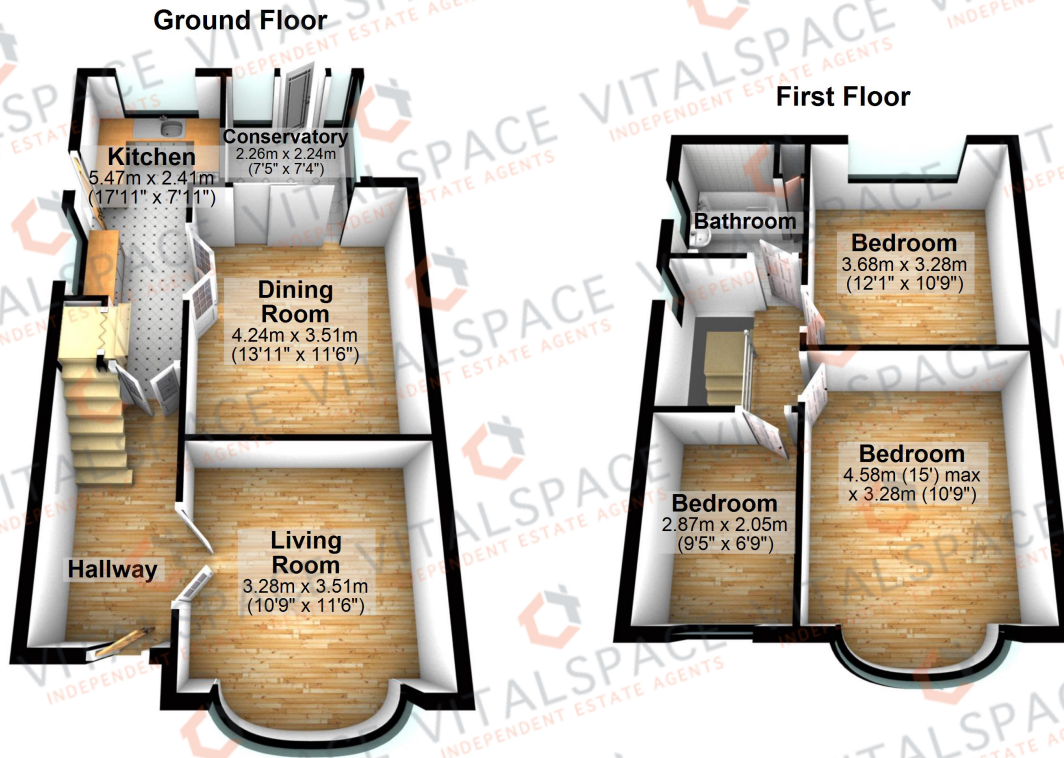 Ground Floor
Kitchen
5.47m x 2.41m
(17'11" x 7'11")
Conservatory
2.26m x 2.24m
(7'5" x 7'4")
Dining
Room
4.24m x 3.51m
(13'11" x 11'6")
Hallway
Living
Room
3.28m x 3.51m
(10'9" x 11'6")
First Floor
Bathroom
Bedroom
3.68m x 3.28m
(12'1" x 10'9")
Bedroom
4.58m (15') max
x 3.28m (10'9")
Bedroom
2.87m x 2.05m
(9'5" x 6'9")
VITALSPACE
INDEPENDENT ESTATE AGENTS